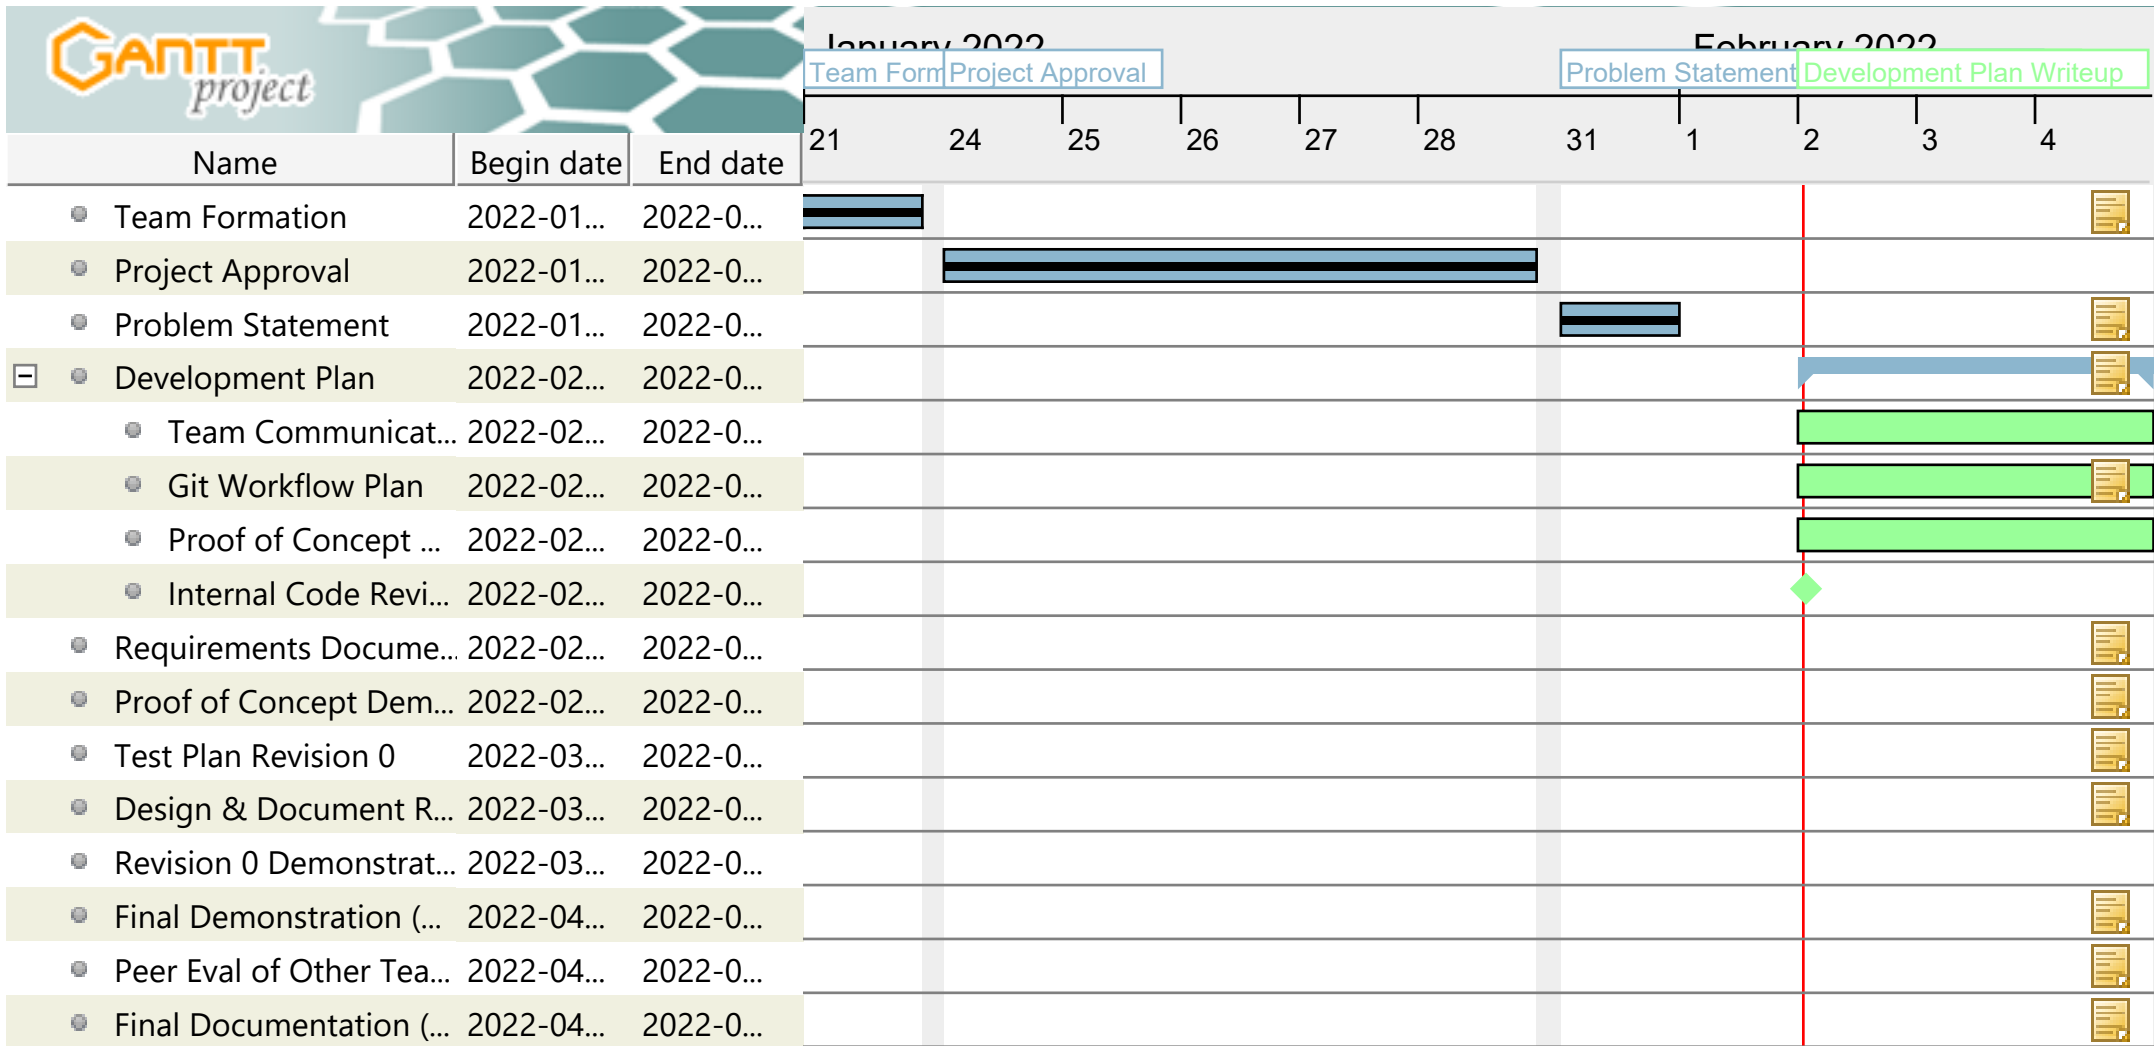 GANTT
project
January 2022
February 2022
Team Form
Project Approval
Problem Statement
Development Plan Writeup
21 24 25 26 27 28 31 1 2 3 4
Name Begin date End date
Team Formation 2022-01... 2022-0...
Project Approval 2022-01... 2022-0...
Problem Statement 2022-01... 2022-0...
Development Plan 2022-02... 2022-0...
Team Communicat... 2022-02... 2022-0...
Git Workflow Plan 2022-02... 2022-0...
Proof of Concept ... 2022-02... 2022-0...
Internal Code Revi... 2022-02... 2022-0...
Requirements Docume... 2022-02... 2022-0...
Proof of Concept Dem... 2022-02... 2022-0...
Test Plan Revision 0 2022-03... 2022-0...
Design & Document R... 2022-03... 2022-0...
Revision 0 Demonstrat... 2022-03... 2022-0...
Final Demonstration (... 2022-04... 2022-0...
Peer Eval of Other Tea... 2022-04... 2022-0...
Final Documentation (... 2022-04... 2022-0...